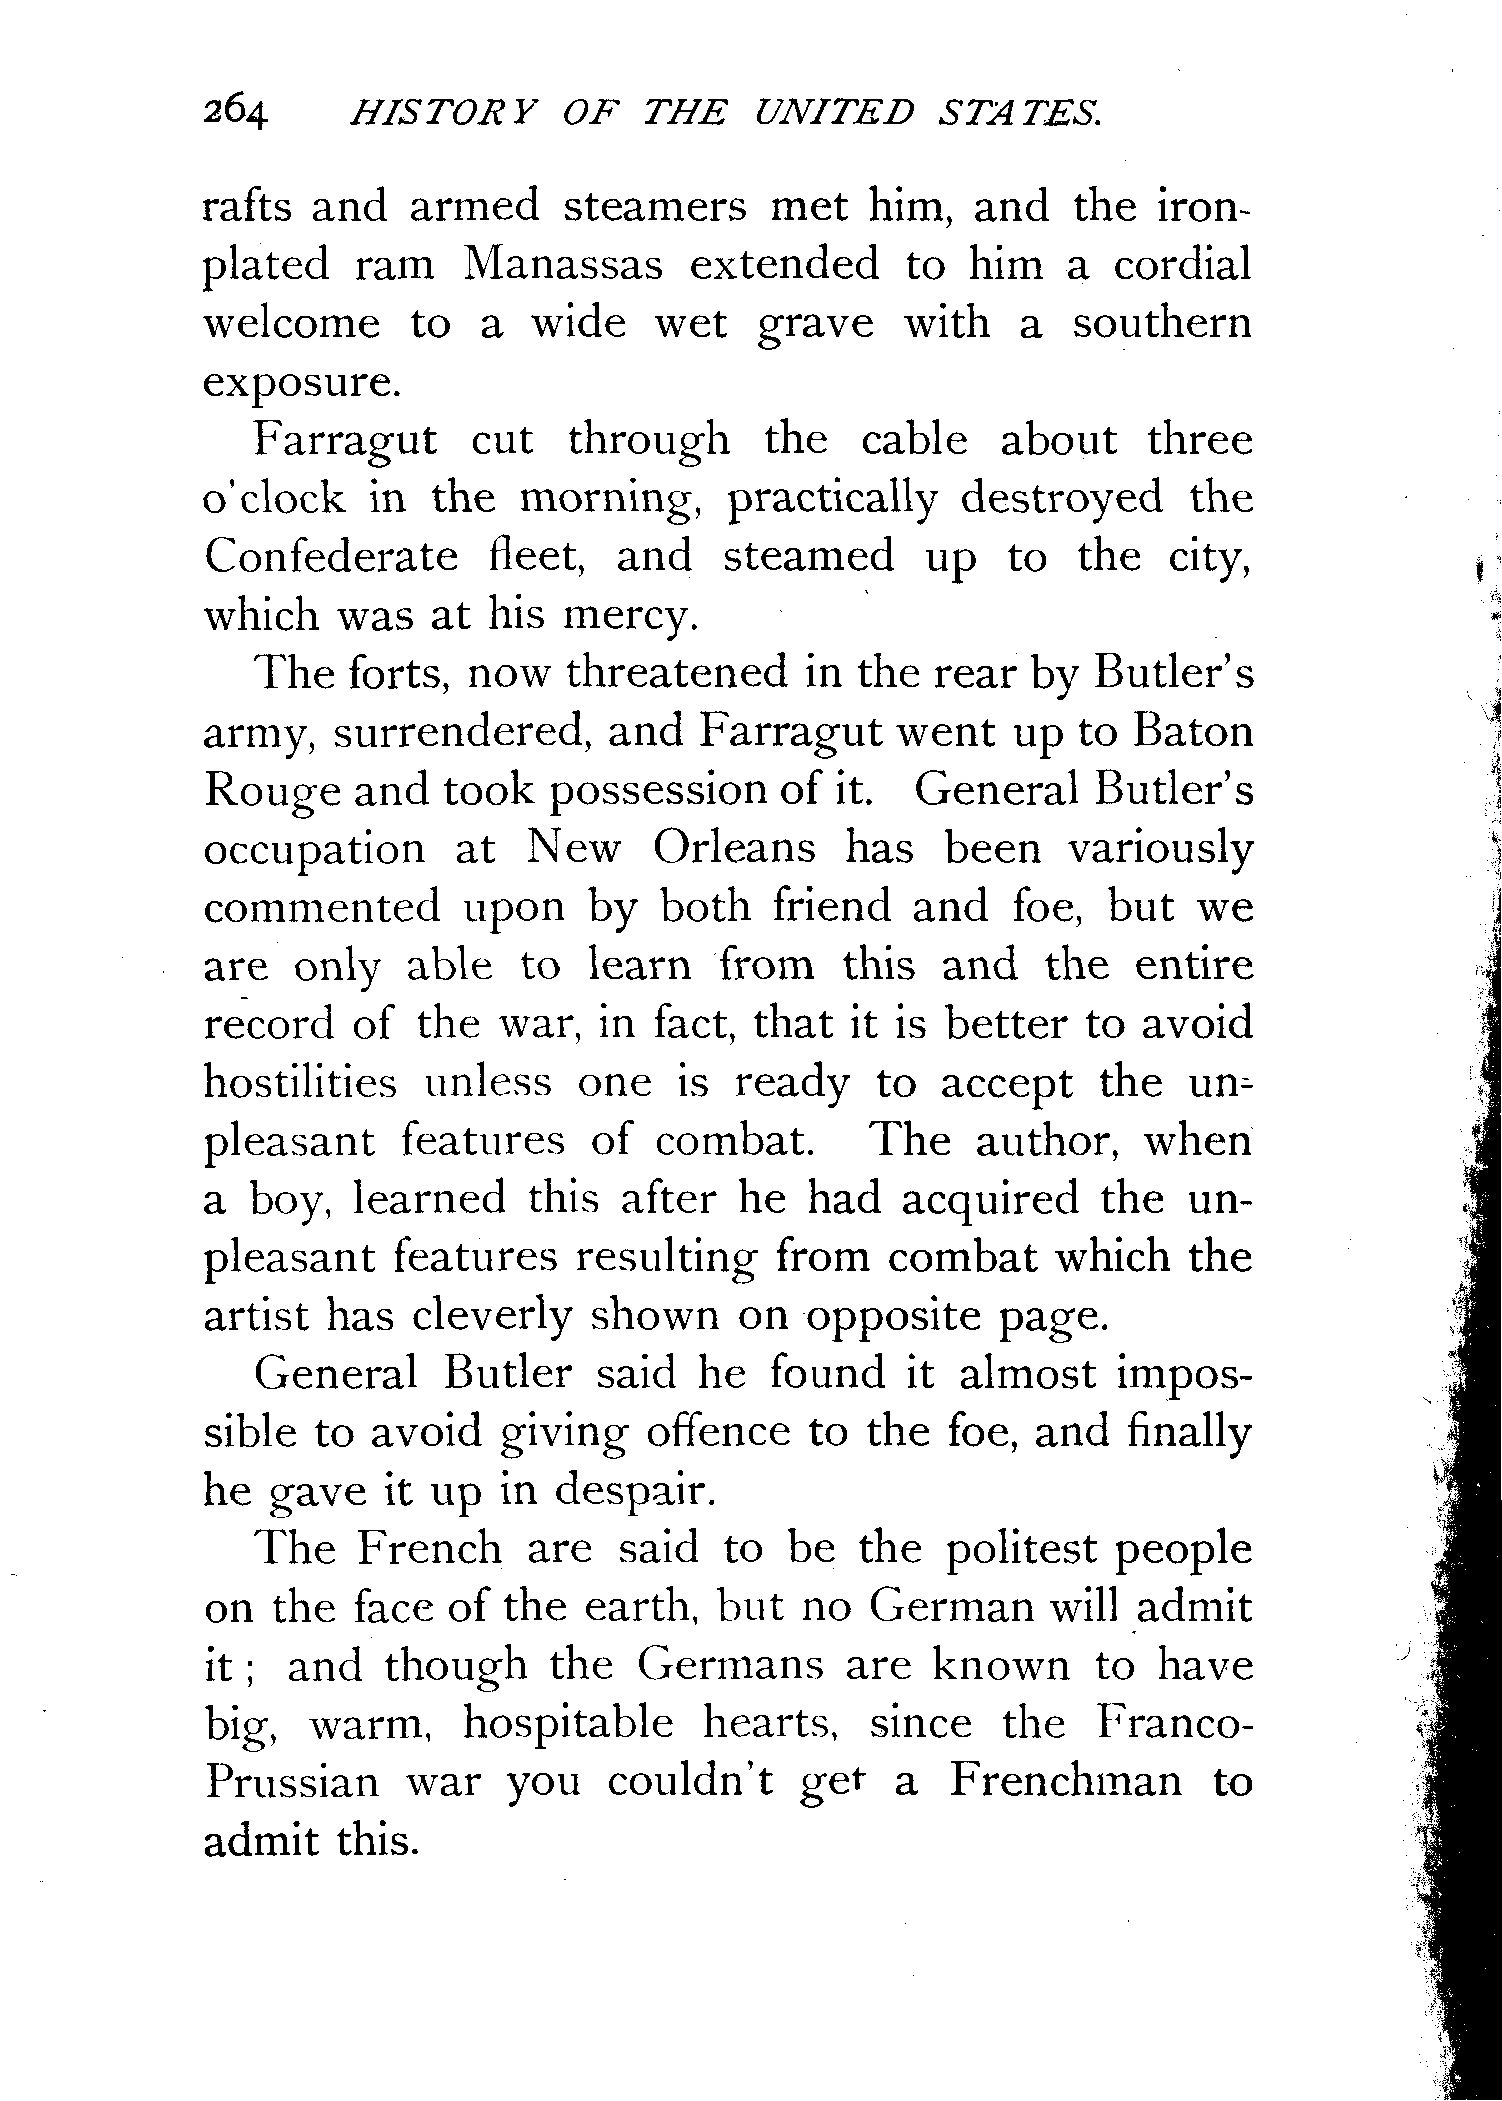 264 HISTORY OF THE UNITED STATES.
rafts and armed steamers met him, and the iron-
plated ram Manassas extended to him a cordial
welcome to a wide wet grave with a southern
exposure.
Farragut cut through the cable about three
o'clock in the morning, practically destroyed the
Confederate fleet, and steamed up to the city,
which was at his mercy.
The forts, now threatened in the rear by Butler's
army, surrendered, and Farragut went up to Baton
Rouge and took possession of it. General Butler's
occupation at New Orleans has been variously
commented upon by both friend and foe, but we
are only able to learn from this and the entire
record of the war, in fact, that it is better to avoid
hostilities unless one is ready to accept the un-
pleasant features of combat. The author, when
a boy, learned this after he had acquired the un-
pleasant features resulting from combat which the
artist has cleverly shown on opposite page.
General Butler said he found it almost impos-
sible to avoid giving offence to the foe, and finally
he gave it up in despair.
The French are said to be the politest people
on the face of the earth, but no German will admit
it ; and though the Germans are known to have
big, warm, hospitable hearts, since the Franco-
Prussian war you couldn't get a Frenchman to
admit this.